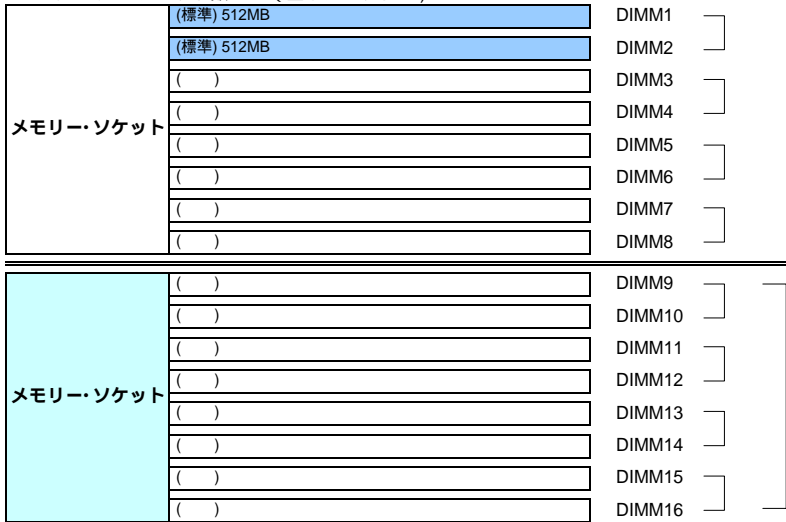 (標準) 512MB DIMM1
(標準) 512MB DIMM2
( ) DIMM3
( ) DIMM4
メモリー・ソケット
( ) DIMM5
( ) DIMM6
( ) DIMM7
( ) DIMM8
( ) DIMM9
( ) DIMM10
( ) DIMM11
( ) DIMM12
メモリー・ソケット
( ) DIMM13
( ) DIMM14
( ) DIMM15
( ) DIMM16